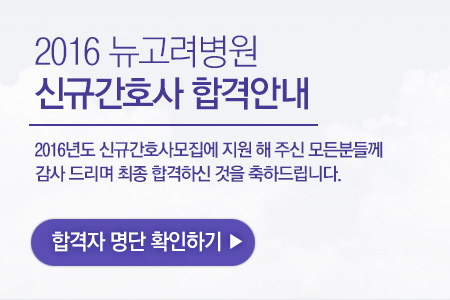 2016 뉴고려병원
신규간호사 합격안내
2016년도 신규간호사모집에 지원 해 주신 모든분들께
감사 드리며 최종 합격하신 것을 축하드립니다.
합격자 명단 확인하기 ▶